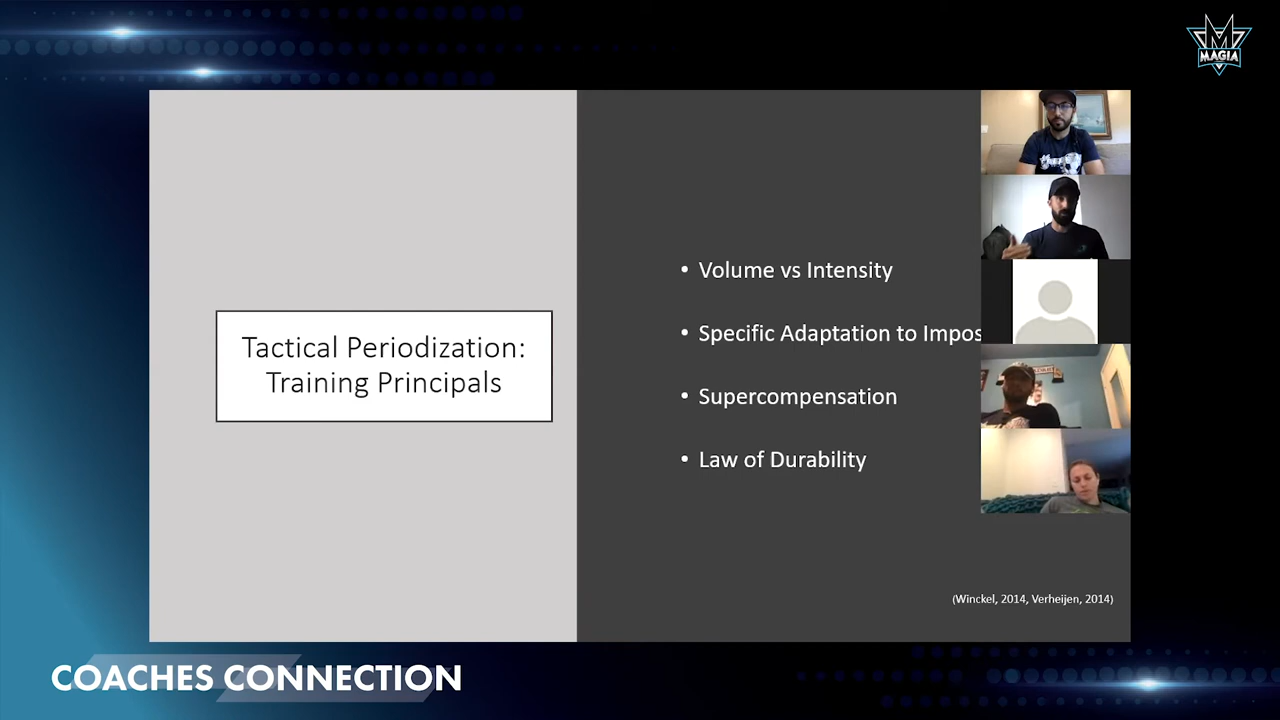 MAGIA
Tactical Periodization:
Training Principals
• Volume vs Intensity
• Specific Adaptation to Impos
• Supercompensation
• Law of Durability
(Winckel, 2014, Verheijen, 2014)
COACHES CONNECTION